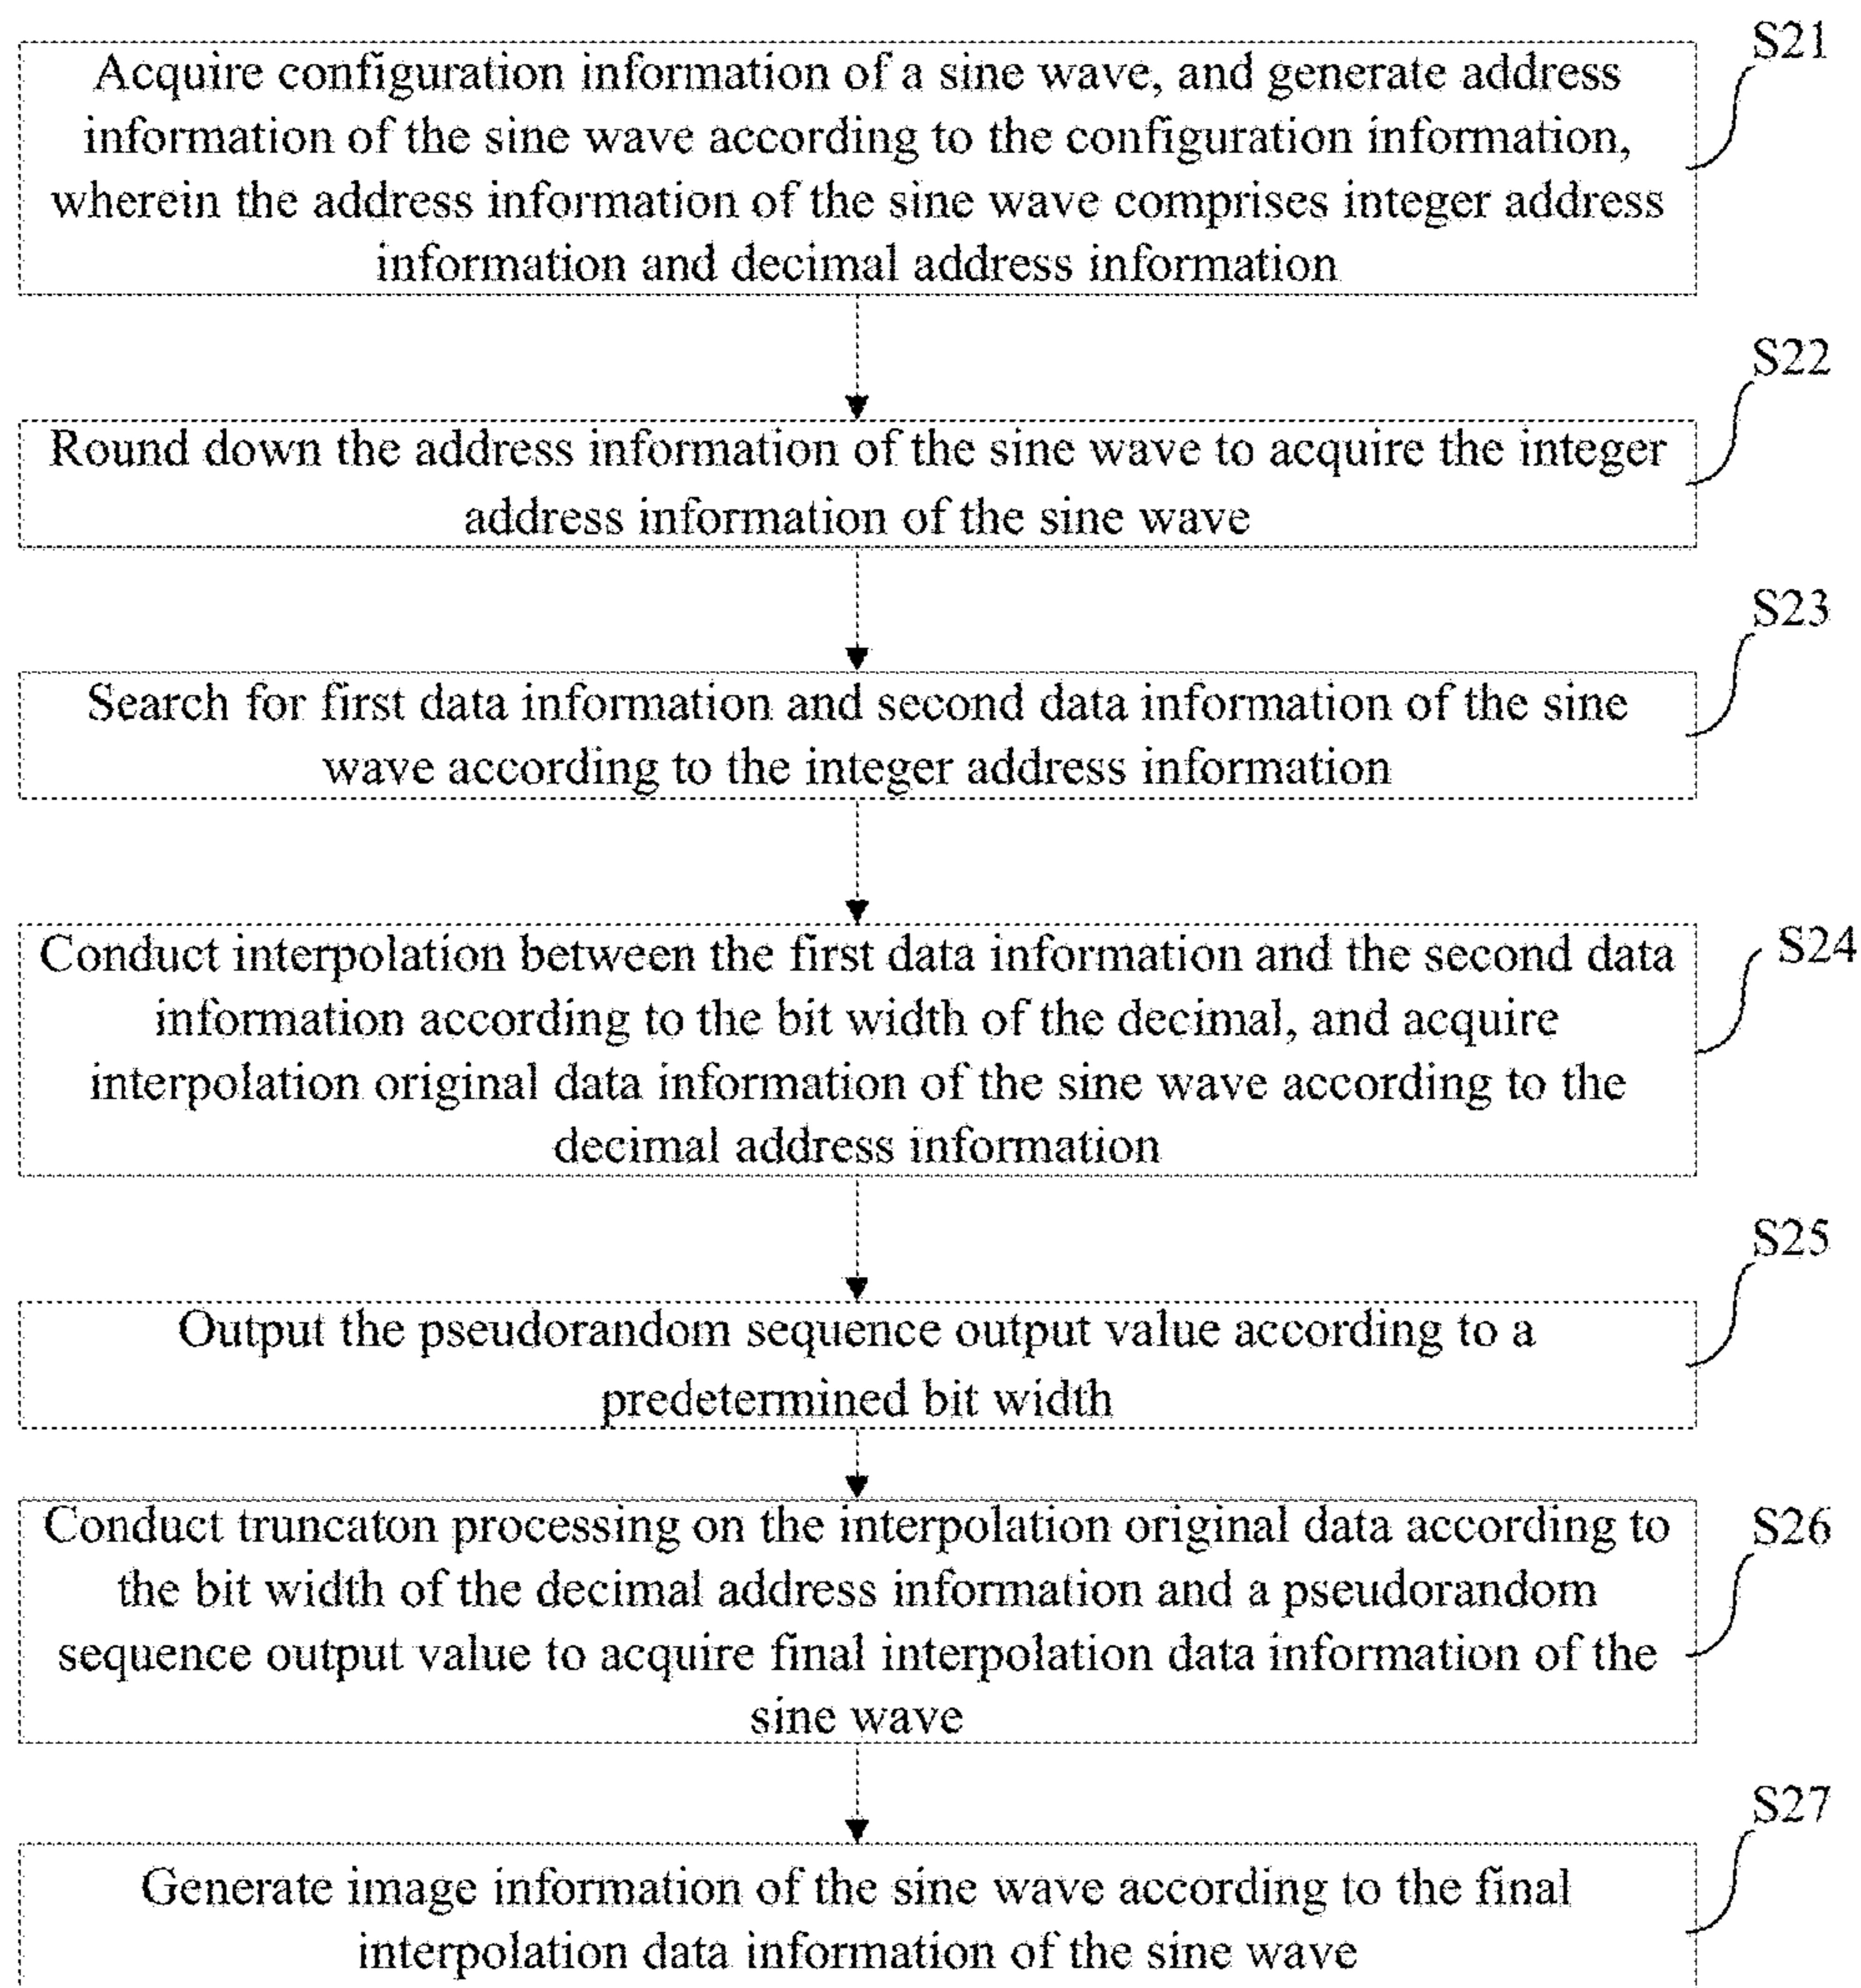 S21
Acquire configuration information of a sine wave, and generate address
information of the sine wave according to the configuration information,
wherein the address information of the sine wave comprises integer address
information and decimal address information
S22
Round down the address information of the sine wave to acquire the integer
address information of the sine wave
S23
Search for first data information and second data information of the sine
wave according to the integer address information
S24
Conduct interpolation between the first data information and the second data
information according to the bit width of the decimal, and acquire
interpolation original data information of the sine wave according to the
decimal address information
S25
Output the pseudorandom sequence output value according to a
predetermined bit width
S26
Conduct truncaton processing on the interpolation original data according to
the bit width of the decimal address information and a pseudorandom
sequence output value to acquire final interpolation data information of the
sine wave
S27
Generate image information of the sine wave according to the final
interpolation data information of the sine wave